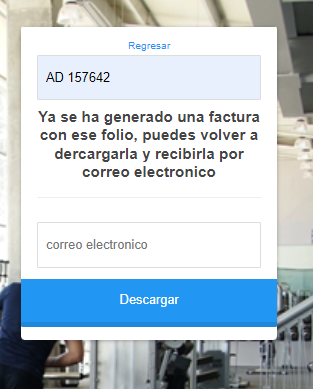 Regresar
AD 157642
Ya se ha generado una factura
con ese folio, puedes volver a
dercargarla y recibirla por
correo electronico
correo electronico
Descargar